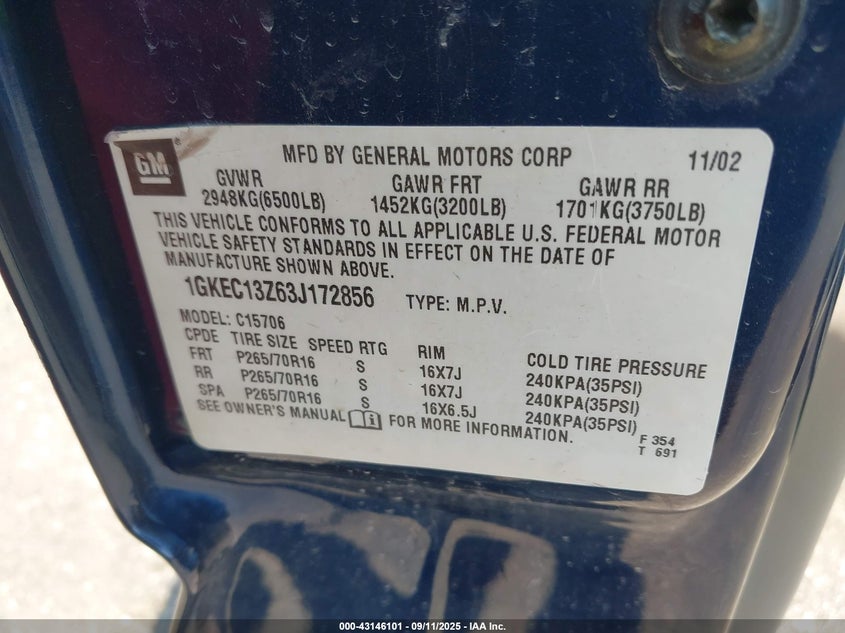 GM
MFD BY GENERAL MOTORS CORP 11/02
GVWR GAWR FRT GAWR RR
2948KG(6500LB) 1452KG(3200LB) 1701KG(3750LB)
THIS VEHICLE CONFORMS TO ALL APPLICABLE U.S. FEDERAL MOTOR
VEHICLE SAFETY STANDARDS IN EFFECT ON THE DATE OF
MANUFACTURE SHOWN ABOVE.
1GKEC13Z63J172856 TYPE: M.P.V.
MODEL: C15706
CPDE TIRE SIZE SPEED RTG RIM COLD TIRE PRESSURE
FRT P265/70R16 S 16X7J 240KPA(35PSI)
RR P265/70R16 S 16X7J 240KPA(35PSI)
SPA P265/70R16 S 16X6.5J 240KPA(35PSI)
SEE OWNER'S MANUAL FOR MORE INFORMATION.
F 354
T 691
000-43146101 - 09/11/2025 - IAA Inc.